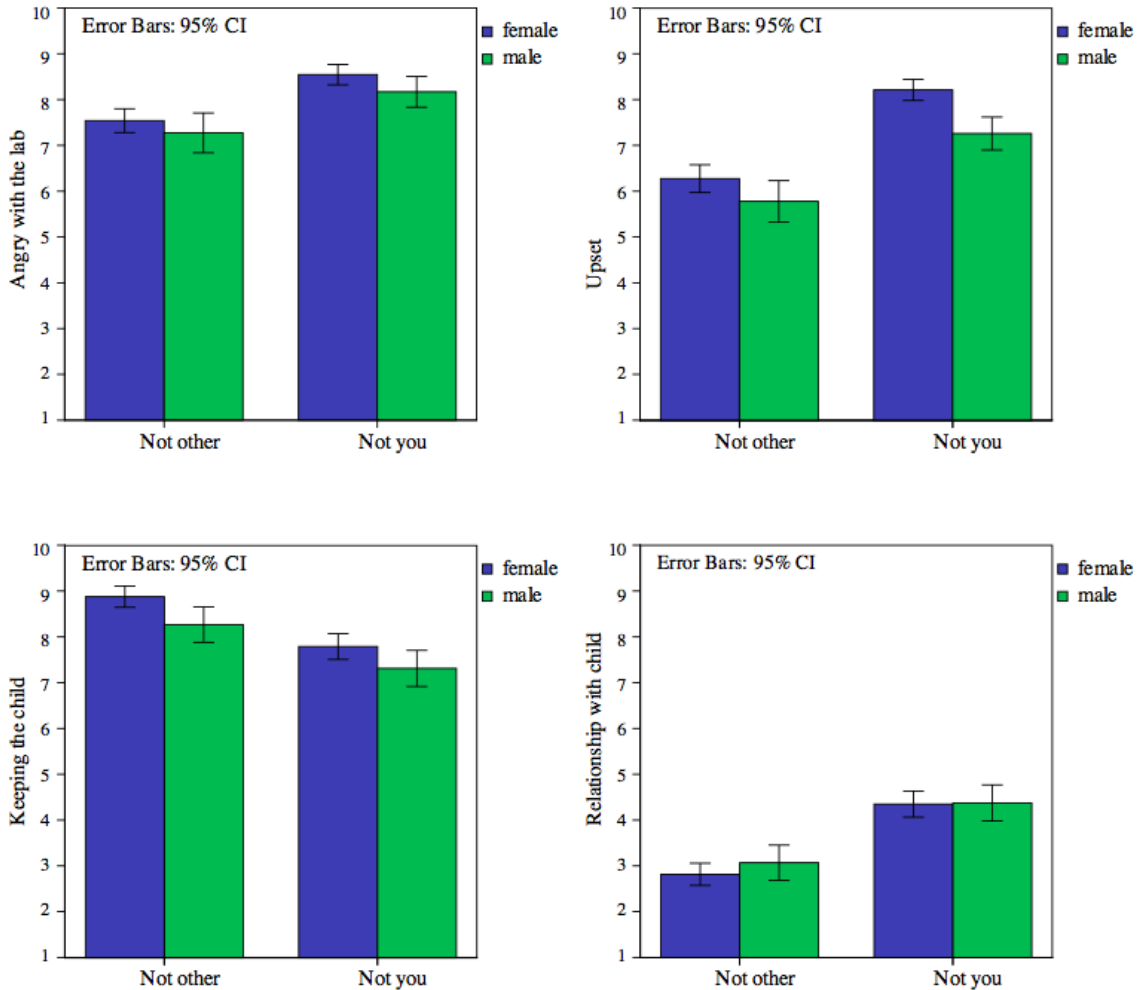 Error Bars: 95% CI
female
male
Angry with the lab
10
9
8
7
6
5
4
3
2
1
Not other
Not you
Error Bars: 95% CI
female
male
Upset
10
9
8
7
6
5
4
3
2
1
Not other
Not you
Error Bars: 95% CI
female
male
Keeping the child
10
9
8
7
6
5
4
3
2
1
Not other
Not you
Error Bars: 95% CI
female
male
Relationship with child
10
9
8
7
6
5
4
3
2
1
Not other
Not you